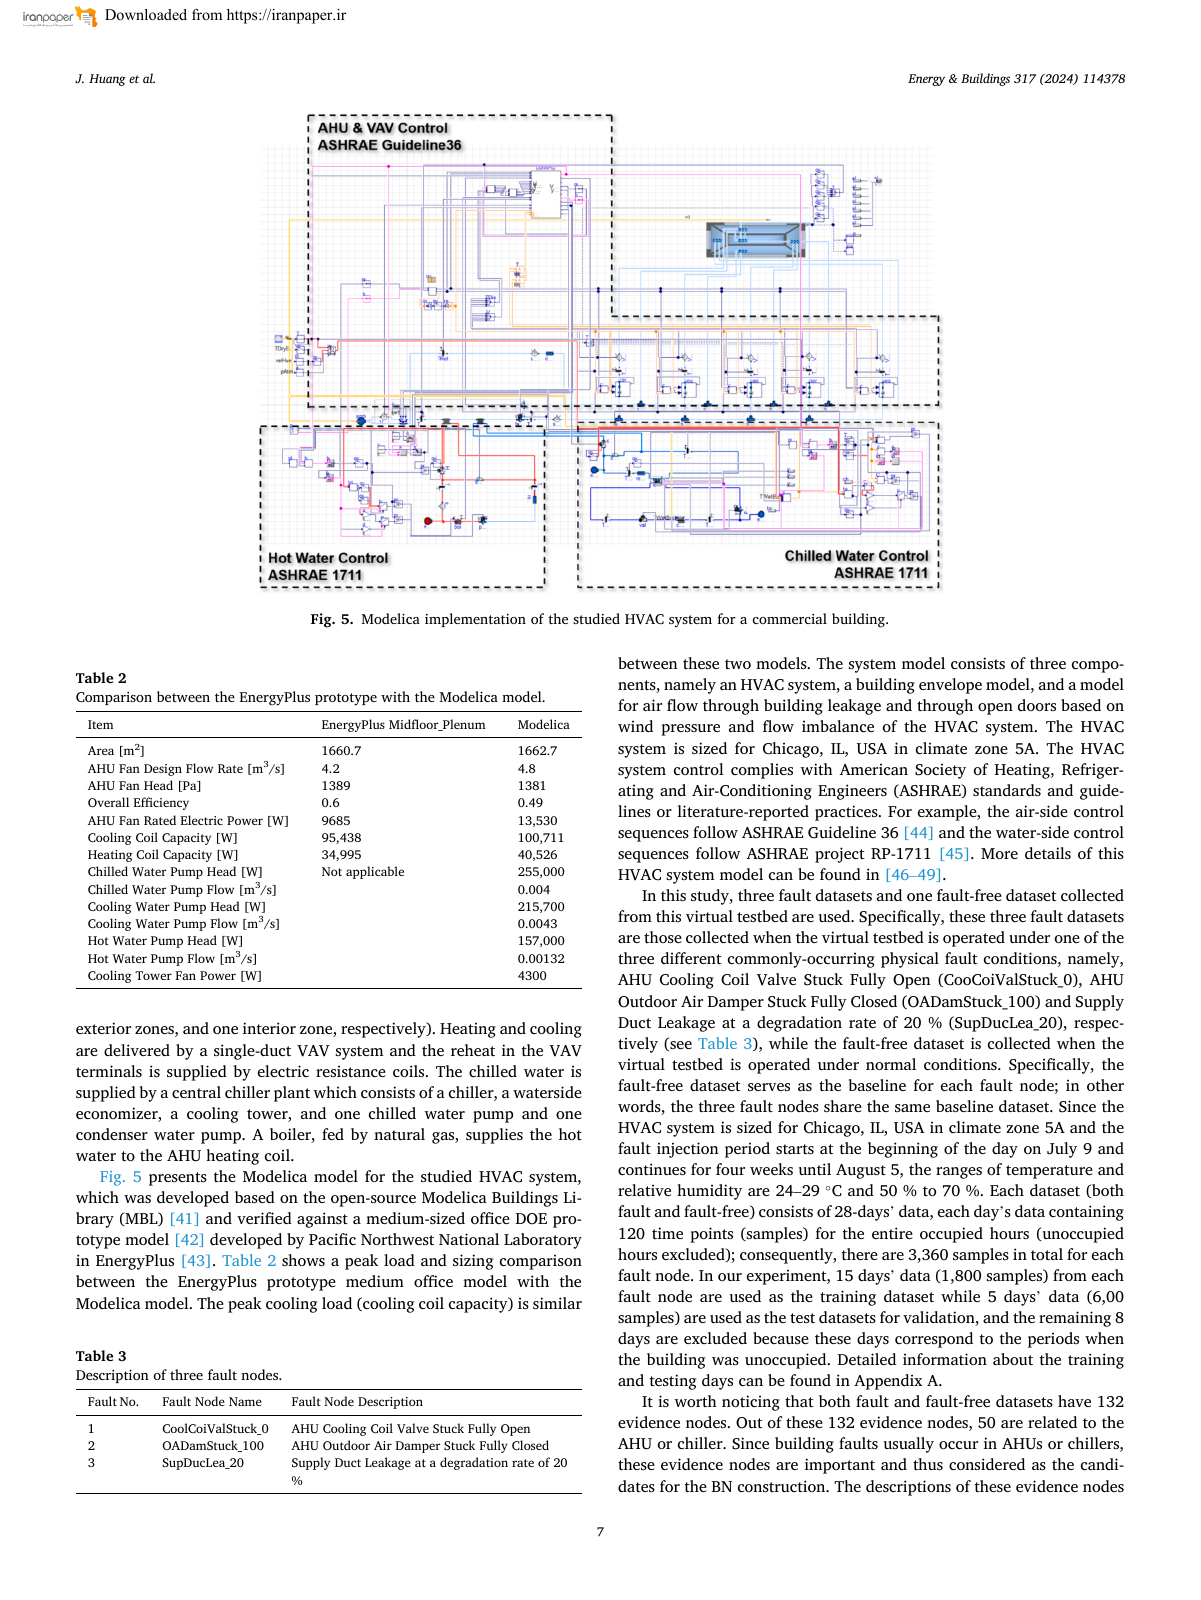 iranpaper
Downloaded from https://iranpaper.ir
J. Huang et al.
Energy & Buildings 317 (2024) 114378
AHU & VAV Control
ASHRAE Guideline36
Hot Water Control
ASHRAE 1711
Chilled Water Control
ASHRAE 1711
Fig. 5. Modelica implementation of the studied HVAC system for a commercial building.
Table 2
Comparison between the EnergyPlus prototype with the Modelica model.
Item EnergyPlus Midfloor_Plenum Modelica
Area [m²] 1660.7 1662.7
AHU Fan Design Flow Rate [m³/s] 4.2 4.8
AHU Fan Head [Pa] 1389 1381
Overall Efficiency 0.6 0.49
AHU Fan Rated Electric Power [W] 9685 13,530
Cooling Coil Capacity [W] 95,438 100,711
Heating Coil Capacity [W] 34,995 40,526
Chilled Water Pump Head [W] Not applicable 255,000
Chilled Water Pump Flow [m³/s] 0.004
Cooling Water Pump Head [W] 215,700
Cooling Water Pump Flow [m³/s] 0.0043
Hot Water Pump Head [W] 157,000
Hot Water Pump Flow [m³/s] 0.00132
Cooling Tower Fan Power [W] 4300
exterior zones, and one interior zone, respectively). Heating and cooling
are delivered by a single-duct VAV system and the reheat in the VAV
terminals is supplied by electric resistance coils. The chilled water is
supplied by a central chiller plant which consists of a chiller, a waterside
economizer, a cooling tower, and one chilled water pump and one
condenser water pump. A boiler, fed by natural gas, supplies the hot
water to the AHU heating coil.
Fig. 5 presents the Modelica model for the studied HVAC system,
which was developed based on the open-source Modelica Buildings Li-
brary (MBL) [41] and verified against a medium-sized office DOE pro-
totype model [42] developed by Pacific Northwest National Laboratory
in EnergyPlus [43]. Table 2 shows a peak load and sizing comparison
between the EnergyPlus prototype medium office model with the
Modelica model. The peak cooling load (cooling coil capacity) is similar
Table 3
Description of three fault nodes.
Fault No. Fault Node Name Fault Node Description
1 CoolCoiValStuck_0 AHU Cooling Coil Valve Stuck Fully Open
2 OADamStuck_100 AHU Outdoor Air Damper Stuck Fully Closed
3 SupDucLea_20 Supply Duct Leakage at a degradation rate of 20
%
between these two models. The system model consists of three compo-
nents, namely an HVAC system, a building envelope model, and a model
for air flow through building leakage and through open doors based on
wind pressure and flow imbalance of the HVAC system. The HVAC
system is sized for Chicago, IL, USA in climate zone 5A. The HVAC
system control complies with American Society of Heating, Refriger-
ating and Air-Conditioning Engineers (ASHRAE) standards and guide-
lines or literature-reported practices. For example, the air-side control
sequences follow ASHRAE Guideline 36 [44] and the water-side control
sequences follow ASHRAE project RP-1711 [45]. More details of this
HVAC system model can be found in [46–49].
In this study, three fault datasets and one fault-free dataset collected
from this virtual testbed are used. Specifically, these three fault datasets
are those collected when the virtual testbed is operated under one of the
three different commonly-occurring physical fault conditions, namely,
AHU Cooling Coil Valve Stuck Fully Open (CooCoiValStuck_0), AHU
Outdoor Air Damper Stuck Fully Closed (OADamStuck_100) and Supply
Duct Leakage at a degradation rate of 20 % (SupDucLea_20), respec-
tively (see Table 3), while the fault-free dataset is collected when the
virtual testbed is operated under normal conditions. Specifically, the
fault-free dataset serves as the baseline for each fault node; in other
words, the three fault nodes share the same baseline dataset. Since the
HVAC system is sized for Chicago, IL, USA in climate zone 5A and the
fault injection period starts at the beginning of the day on July 9 and
continues for four weeks until August 5, the ranges of temperature and
relative humidity are 24–29 °C and 50 % to 70 %. Each dataset (both
fault and fault-free) consists of 28-days’ data, each day’s data containing
120 time points (samples) for the entire occupied hours (unoccupied
hours excluded); consequently, there are 3,360 samples in total for each
fault node. In our experiment, 15 days’ data (1,800 samples) from each
fault node are used as the training dataset while 5 days’ data (6,00
samples) are used as the test datasets for validation, and the remaining 8
days are excluded because these days correspond to the periods when
the building was unoccupied. Detailed information about the training
and testing days can be found in Appendix A.
It is worth noticing that both fault and fault-free datasets have 132
evidence nodes. Out of these 132 evidence nodes, 50 are related to the
AHU or chiller. Since building faults usually occur in AHUs or chillers,
these evidence nodes are important and thus considered as the candi-
dates for the BN construction. The descriptions of these evidence nodes
7